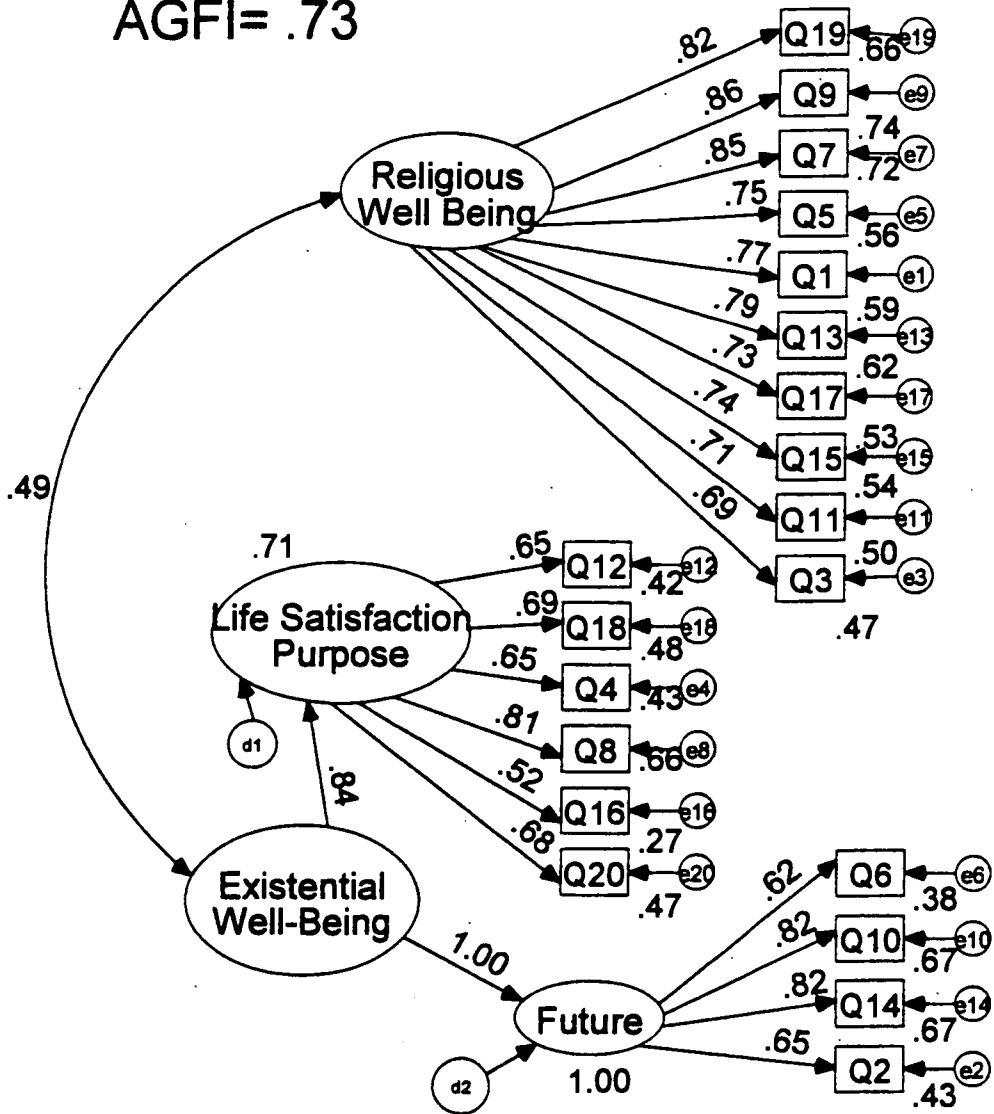 AGFI= .73
.82
Q19
.66
e19
.86
Q9
e9
.74
Religious
Well Being
.85
Q7
.72
e7
.75
Q5
.56
e5
.77
Q1
e1
.59
.79
Q13
e13
.62
.73
Q17
e17
.74
Q15
.53
e15
.54
.71
Q11
e11
.50
.69
Q3
e3
.47
.49
.71
Life Satisfaction
Purpose
.65
Q12
.42
e12
.69
Q18
.48
e18
.65
Q4
.43
e4
.81
Q8
.66
e8
.52
Q16
.27
e16
.68
Q20
.47
e20
d1
.84
Existential
Well-Being
1.00
Future
1.00
d2
.62
Q6
.38
e6
.82
Q10
.67
e10
.82
Q14
.67
e14
.65
Q2
.43
e2